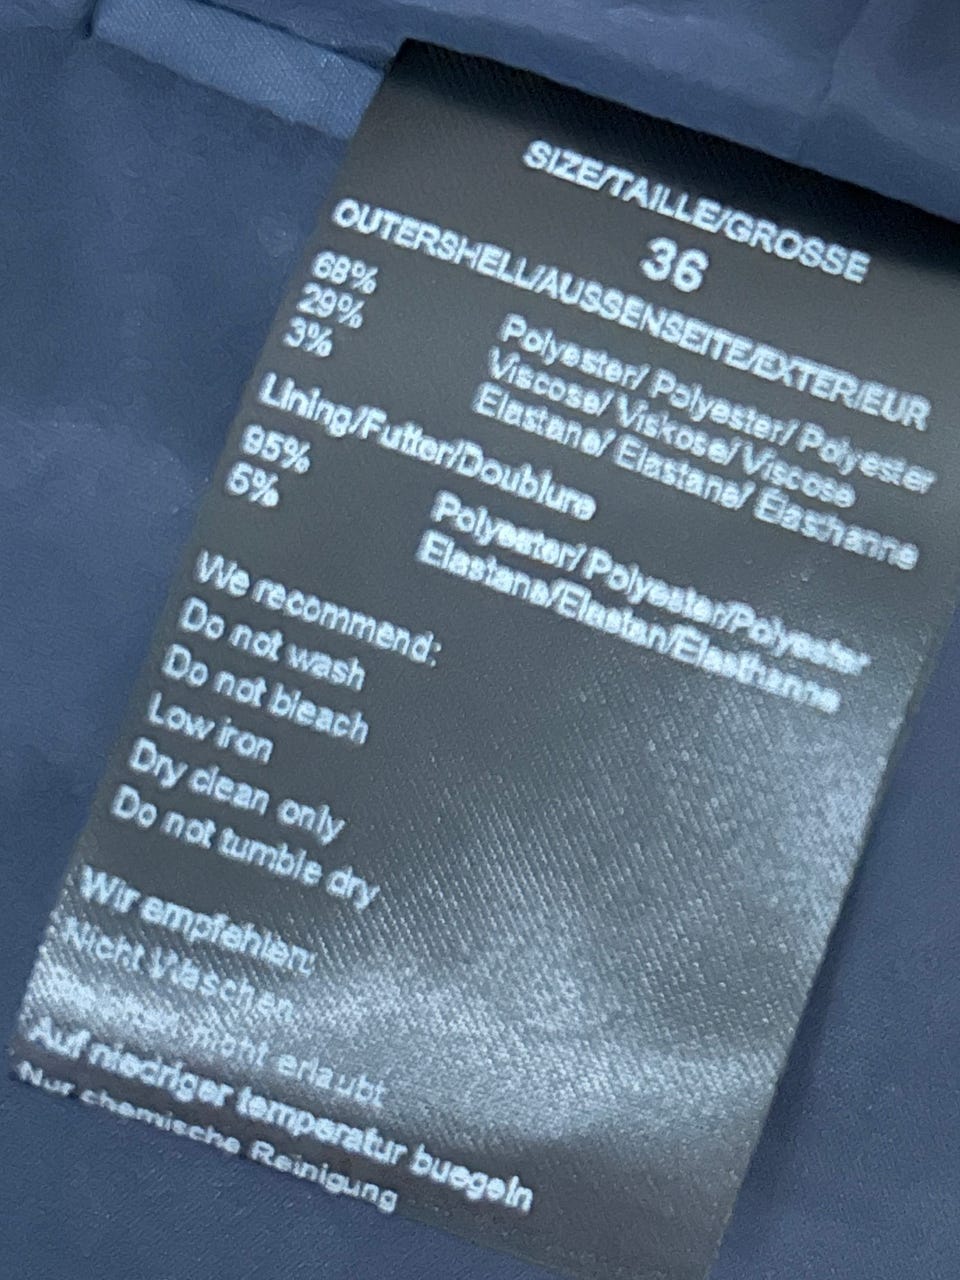 SIZE/TAILLE/GROSSE
36
OUTERSHELL/AUSSENSEITE/EXTERIEUR
68% Polyester/ Polyester/ Polyester
29% Viscose/ Viskose/ Viscose
3% Elastane/ Elastane/ Élasthanne
Lining/Futter/Doublure
95% Polyester/ Polyester/Polyester
6% Elastane/Elastan/Elasthanne
We recommend:
Do not wash
Do not bleach
Low iron
Dry clean only
Do not tumble dry
Wir empfehlen:
Nicht Waschen
nicht erlaubt
Auf niedriger temperatur buegeln
Nur chemische Reinigung